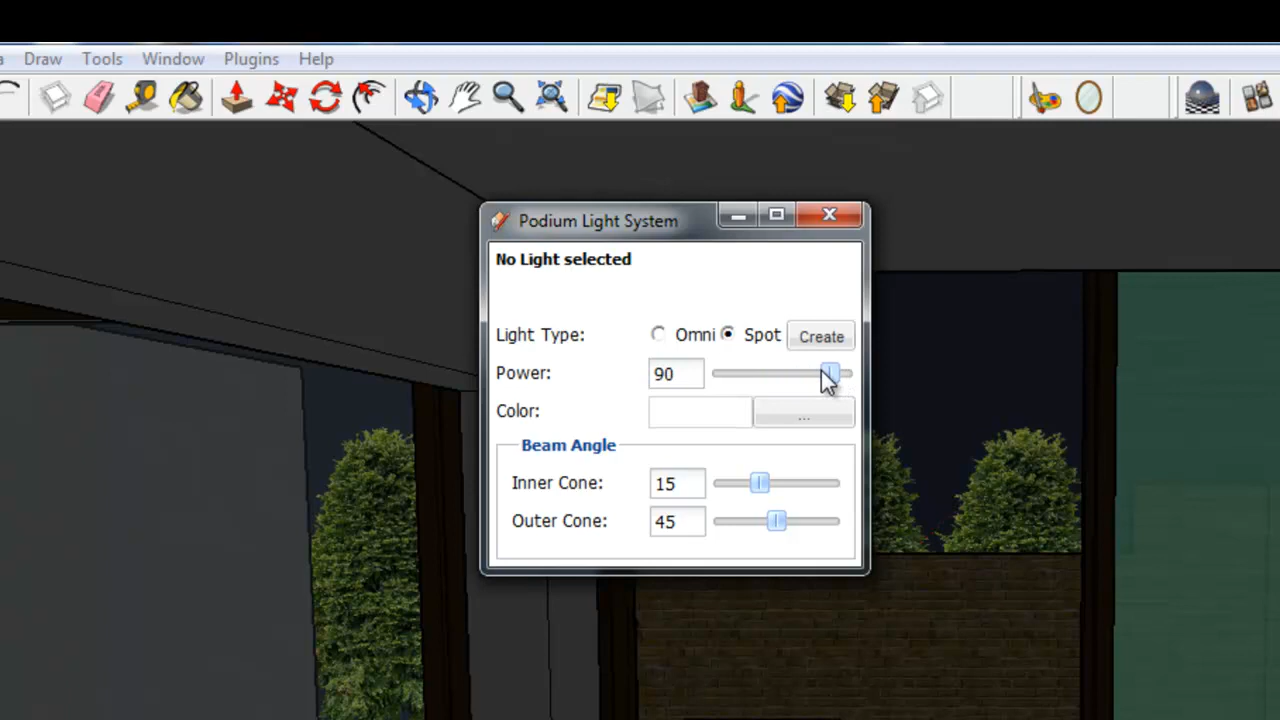 Draw Tools Window Plugins Help
Podium Light System
No Light selected
Light Type: Omni Spot Create
Power: 90
Color: ...
Beam Angle
Inner Cone: 15
Outer Cone: 45